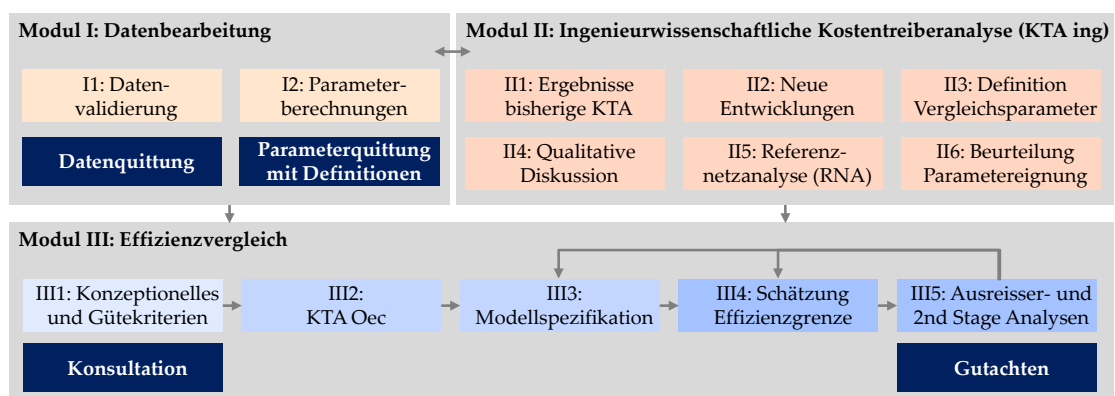 Modul I: Datenbearbeitung
I1: Daten-
validierung
I2: Parameter-
berechnungen
Datenquittung
Parameterquittung
mit Definitionen
Modul II: Ingenieurwissenschaftliche Kostentreiberanalyse (KTA ing)
II1: Ergebnisse
bisherige KTA
II2: Neue
Entwicklungen
II3: Definition
Vergleichsparameter
II4: Qualitative
Diskussion
II5: Referenz-
netzanalyse (RNA)
II6: Beurteilung
Parametereignung
Modul III: Effizienzvergleich
III1: Konzeptionelles
und Gütekriterien
III2:
KTA Oec
III3:
Modellspezifikation
III4: Schätzung
Effizienzgrenze
III5: Ausreisser- und
2nd Stage Analysen
Konsultation
Gutachten